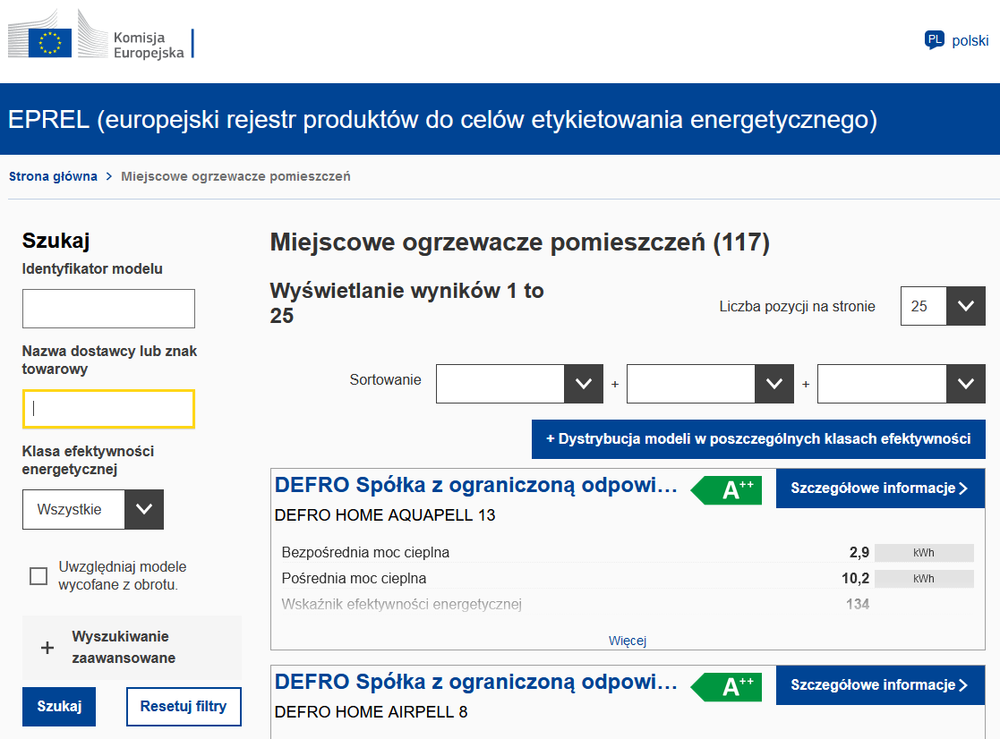 Komisja
Europejska
PL polski
EPREL (europejski rejestr produktów do celów etykietowania energetycznego)
Strona główna > Miejscowe ogrzewacze pomieszczeń
Szukaj
Identyfikator modelu
Nazwa dostawcy lub znak
towarowy
Klasa efektywności
energetycznej
Wszystkie
Uwzględniaj modele
wycofane z obrotu.
+ Wyszukiwanie
zaawansowane
Szukaj
Resetuj filtry
Miejscowe ogrzewacze pomieszczeń (117)
Wyświetlanie wyników 1 to
25
Liczba pozycji na stronie 25
Sortowanie + +
+ Dystrybucja modeli w poszczególnych klasach efektywności
DEFRO Spółka z ograniczoną odpowi... A++ Szczegółowe informacje >
DEFRO HOME AQUAPELL 13
Bezpośrednia moc cieplna 2,9 kWh
Pośrednia moc cieplna 10,2 kWh
Wskaźnik efektywności energetycznej 134
Więcej
DEFRO Spółka z ograniczoną odpowi... A++ Szczegółowe informacje >
DEFRO HOME AIRPELL 8